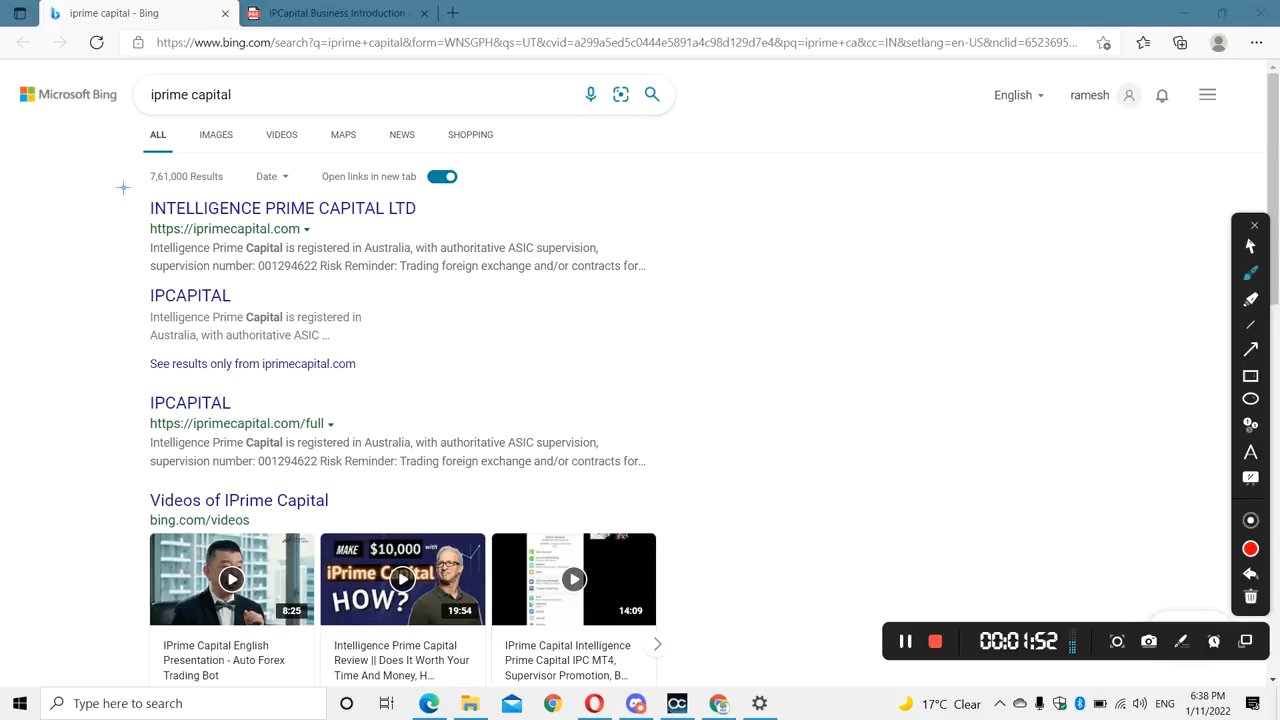 iprime capital - Bing
IPCapital.Business Introduction
https://www.bing.com/search?q=iprime+capital&form=WNSGPH&qs=UT&cvid=a299a5ed5c0444e5891a4c98d129d7e4&pq=iprime+ca&cc=IN&setlang=en-US&nclid=6523695...
Microsoft Bing
iprime capital
English
ramesh
ALL
IMAGES
VIDEOS
MAPS
NEWS
SHOPPING
7,61,000 Results
Date
Open links in new tab
INTELLIGENCE PRIME CAPITAL LTD
https://iprimecapital.com
Intelligence Prime Capital is registered in Australia, with authoritative ASIC supervision,
supervision number: 001294622 Risk Reminder: Trading foreign exchange and/or contracts for...
IPCAPITAL
Intelligence Prime Capital is registered in
Australia, with authoritative ASIC ...
See results only from iprimecapital.com
IPCAPITAL
https://iprimecapital.com/full
Intelligence Prime Capital is registered in Australia, with authoritative ASIC supervision,
supervision number: 001294622 Risk Reminder: Trading foreign exchange and/or contracts for...
Videos of IPrime Capital
bing.com/videos
8:25
MAKE $10,000 with
iPrime Capital
HOW?
19:54
14:09
IPrime Capital English
Presentation - Auto Forex
Trading Bot
Intelligence Prime Capital
Review || Does It Worth Your
Time And Money, H...
IPrime Capital Intelligence
Prime Capital IPC MT4,
Supervisor Promotion, B...
00:01:52
Type here to search
17°C Clear
6:38 PM
1/11/2022